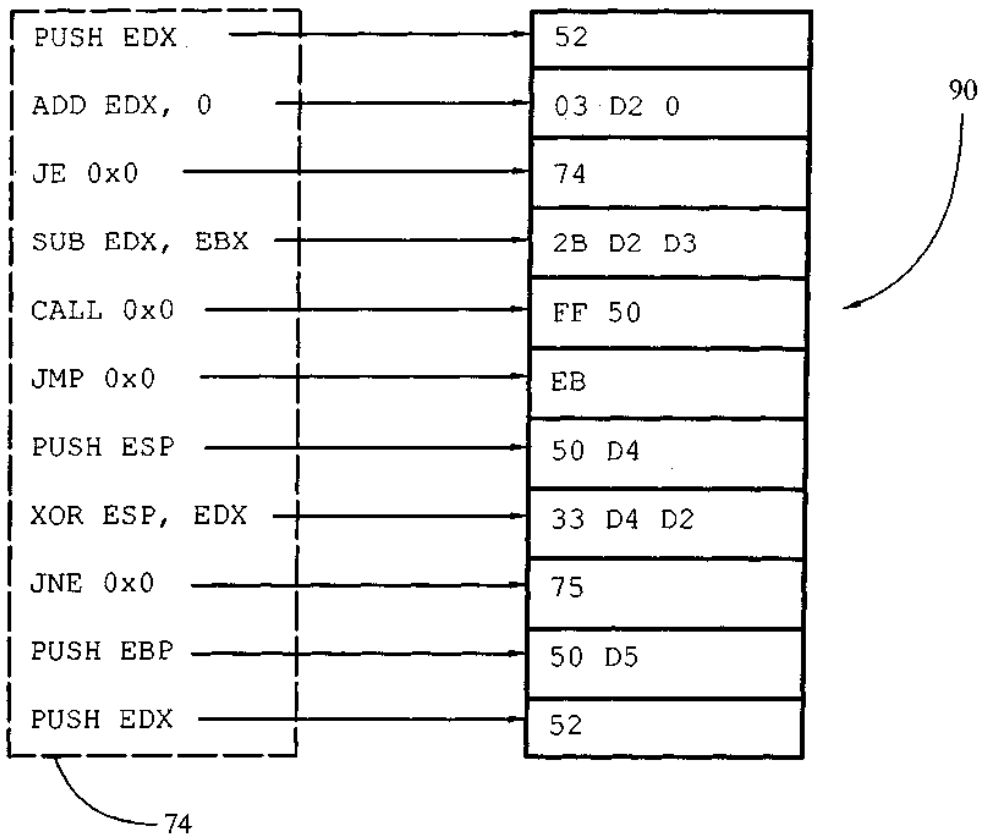 PUSH EDX 52
ADD EDX, 0 03 D2 0
90
JE 0x0 74
SUB EDX, EBX 2B D2 D3
CALL 0x0 FF 50
JMP 0x0 EB
PUSH ESP 50 D4
XOR ESP, EDX 33 D4 D2
JNE 0x0 75
PUSH EBP 50 D5
PUSH EDX 52
74